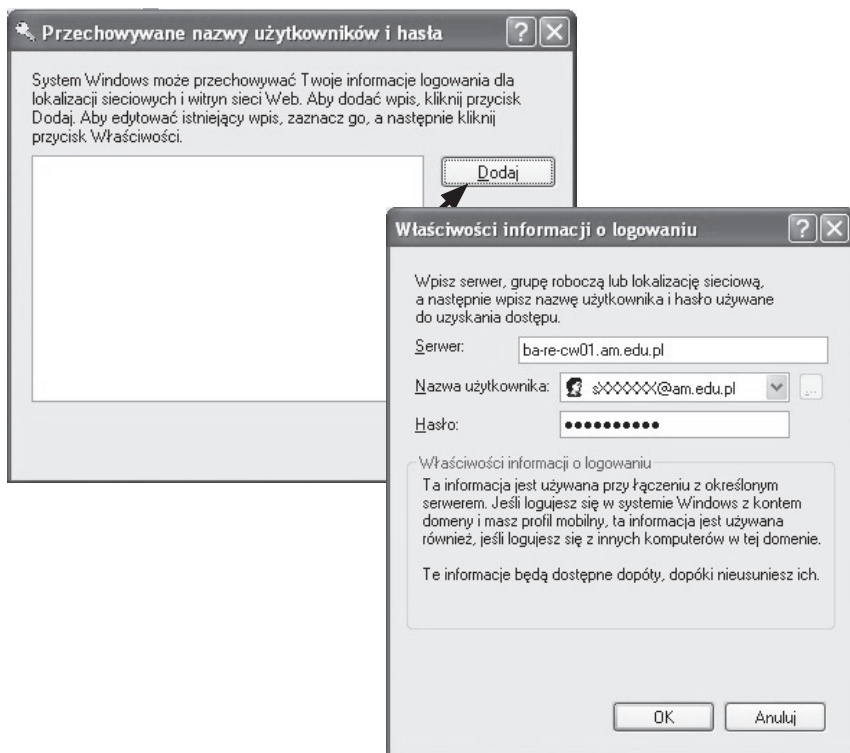 Przechowywane nazwy użytkowników i hasła
System Windows może przechowywać Twoje informacje logowania dla
lokalizacji sieciowych i witryn sieci Web. Aby dodać wpis, kliknij przycisk
Dodaj. Aby edytować istniejący wpis, zaznacz go, a następnie kliknij
przycisk Właściwości.
Dodaj
Właściwości informacji o logowaniu
Wpisz serwer, grupę roboczą lub lokalizację sieciową,
a następnie wpisz nazwę użytkownika i hasło używane
do uzyskania dostępu.
Serwer: ba-re-cw01.am.edu.pl
Nazwa użytkownika: sXXXXXX@am.edu.pl ...
Hasło: ●●●●●●●●●●
Właściwości informacji o logowaniu
Ta informacja jest używana przy łączeniu z określonym
serwerem. Jeśli logujesz się w systemie Windows z kontem
domeny i masz profil mobilny, ta informacja jest używana
również, jeśli logujesz się z innych komputerów w tej domenie.
Te informacje będą dostępne dopóty, dopóki nieusuniesz ich.
OK Anuluj